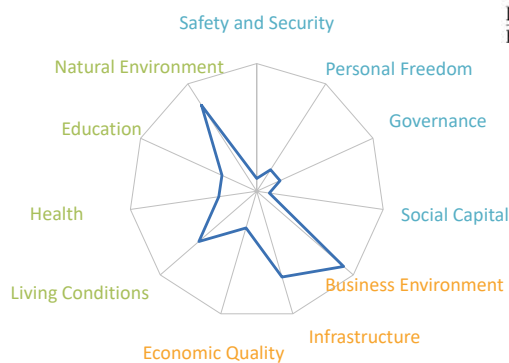 Safety and Security
Natural Environment
Personal Freedom
Education
Governance
Health
Social Capital
Living Conditions
Business Environment
Infrastructure
Economic Quality